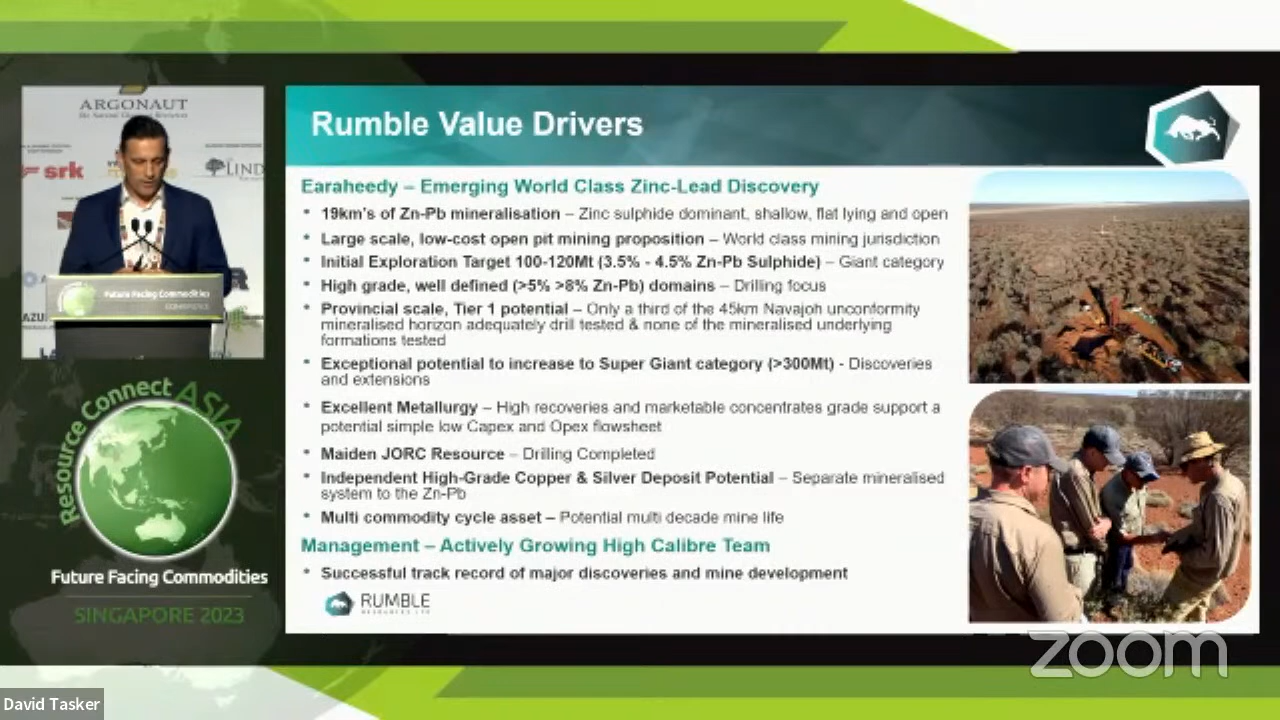 ARGONAUT
srk
LIND
Future Facing Commodities
CONFERENCE
Resource Connect ASIA
Future Facing Commodities
SINGAPORE 2023
Rumble Value Drivers
Earaheedy – Emerging World Class Zinc-Lead Discovery
• 19km's of Zn-Pb mineralisation – Zinc sulphide dominant, shallow, flat lying and open
• Large scale, low-cost open pit mining proposition – World class mining jurisdiction
• Initial Exploration Target 100-120Mt (3.5% - 4.5% Zn-Pb Sulphide) – Giant category
• High grade, well defined (>5% >8% Zn-Pb) domains – Drilling focus
• Provincial scale, Tier 1 potential – Only a third of the 45km Navajoh unconformity
mineralised horizon adequately drill tested & none of the mineralised underlying
formations tested
• Exceptional potential to increase to Super Giant category (>300Mt) - Discoveries
and extensions
• Excellent Metallurgy – High recoveries and marketable concentrates grade support a
potential simple low Capex and Opex flowsheet
• Maiden JORC Resource – Drilling Completed
• Independent High-Grade Copper & Silver Deposit Potential – Separate mineralised
system to the Zn-Pb
• Multi commodity cycle asset – Potential multi decade mine life
Management – Actively Growing High Calibre Team
• Successful track record of major discoveries and mine development
RUMBLE
RESOURCES LTD
zoom
David Tasker